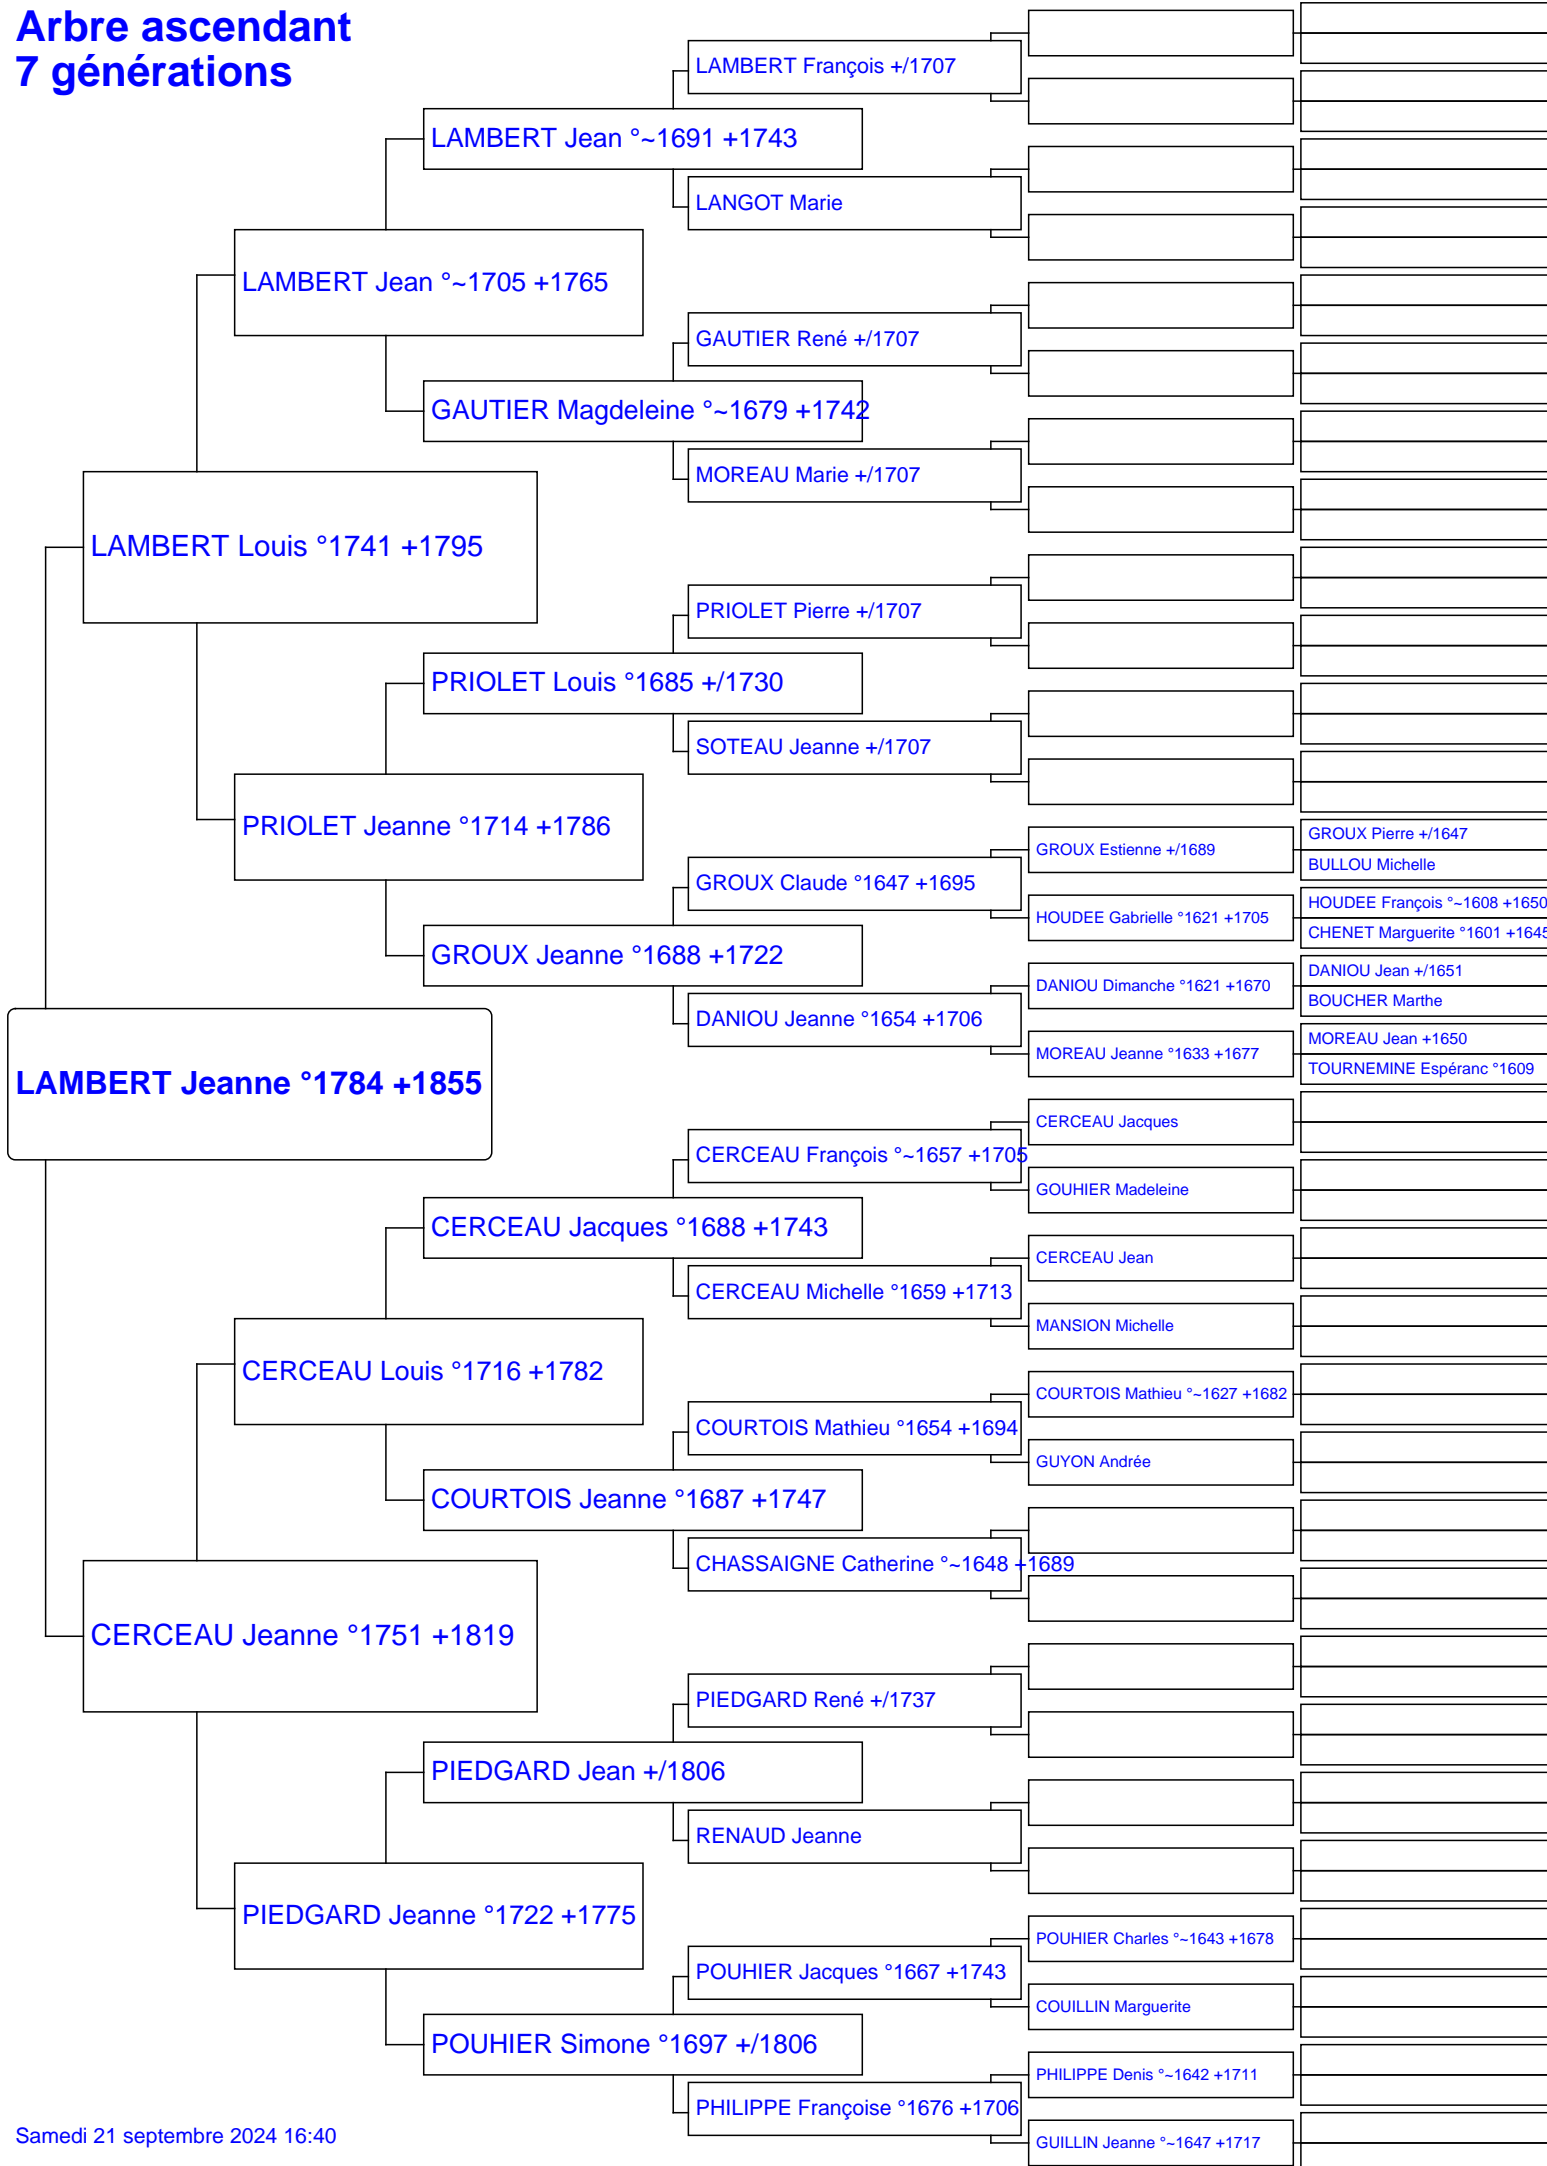 Arbre ascendant
7 générations
LAMBERT François +/1707
LAMBERT Jean °~1691 +1743
LANGOT Marie
LAMBERT Jean °~1705 +1765
GAUTIER René +/1707
GAUTIER Magdeleine °~1679 +1742
MOREAU Marie +/1707
LAMBERT Louis °1741 +1795
PRIOLET Pierre +/1707
PRIOLET Louis °1685 +/1730
SOTEAU Jeanne +/1707
PRIOLET Jeanne °1714 +1786
GROUX Pierre +/1647
GROUX Estienne +/1689
BULLOU Michelle
GROUX Claude °1647 +1695
HOUDEE François °~1608 +1650
HOUDEE Gabrielle °1621 +1705
CHENET Marguerite °1601 +1645
GROUX Jeanne °1688 +1722
DANIOU Jean +/1651
DANIOU Dimanche °1621 +1670
BOUCHER Marthe
DANIOU Jeanne °1654 +1706
MOREAU Jean +1650
MOREAU Jeanne °1633 +1677
TOURNEMINE Espéranc °1609
LAMBERT Jeanne °1784 +1855
CERCEAU Jacques
CERCEAU François °~1657 +1705
GOUHIER Madeleine
CERCEAU Jacques °1688 +1743
CERCEAU Jean
CERCEAU Michelle °1659 +1713
MANSION Michelle
CERCEAU Louis °1716 +1782
COURTOIS Mathieu °~1627 +1682
COURTOIS Mathieu °1654 +1694
GUYON Andrée
COURTOIS Jeanne °1687 +1747
CHASSAIGNE Catherine °~1648 +1689
CERCEAU Jeanne °1751 +1819
PIEDGARD René +/1737
PIEDGARD Jean +/1806
RENAUD Jeanne
PIEDGARD Jeanne °1722 +1775
POUHIER Charles °~1643 +1678
POUHIER Jacques °1667 +1743
COUILLIN Marguerite
POUHIER Simone °1697 +/1806
PHILIPPE Denis °~1642 +1711
PHILIPPE Françoise °1676 +1706
GUILLIN Jeanne °~1647 +1717
Samedi 21 septembre 2024 16:40